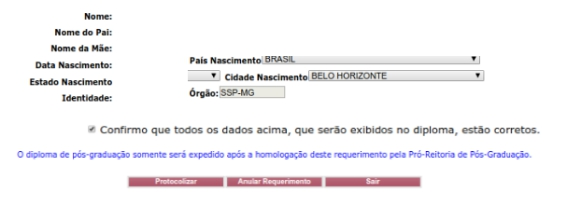 Nome:
Nome do Pai:
Nome da Mãe:
Data Nascimento: País Nascimento BRASIL
Estado Nascimento Cidade Nascimento BELO HORIZONTE
Identidade: Órgão: SSP-MG
Confirmo que todos os dados acima, que serão exibidos no diploma, estão corretos.
O diploma de pós-graduação somente será expedido após a homologação deste requerimento pela Pró-Reitoria de Pós-Graduação.
Protocolizar Anular Requerimento Sair